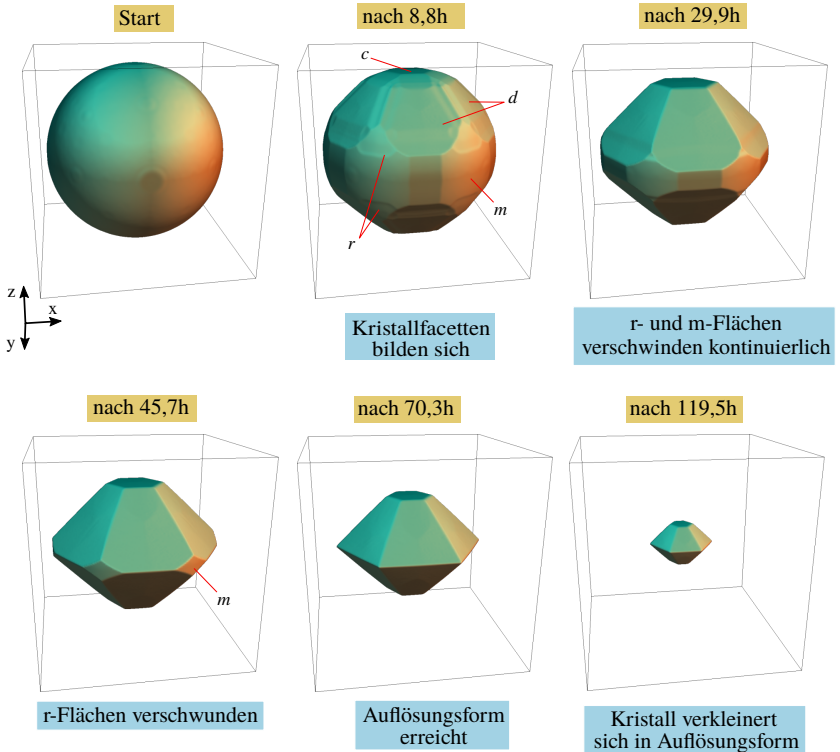 Start
nach 8,8h
nach 29,9h
c
d
m
r
z
x
y
Kristallfacetten
bilden sich
r- und m-Flächen
verschwinden kontinuierlich
nach 45,7h
nach 70,3h
nach 119,5h
m
r-Flächen verschwunden
Auflösungsform
erreicht
Kristall verkleinert
sich in Auflösungsform